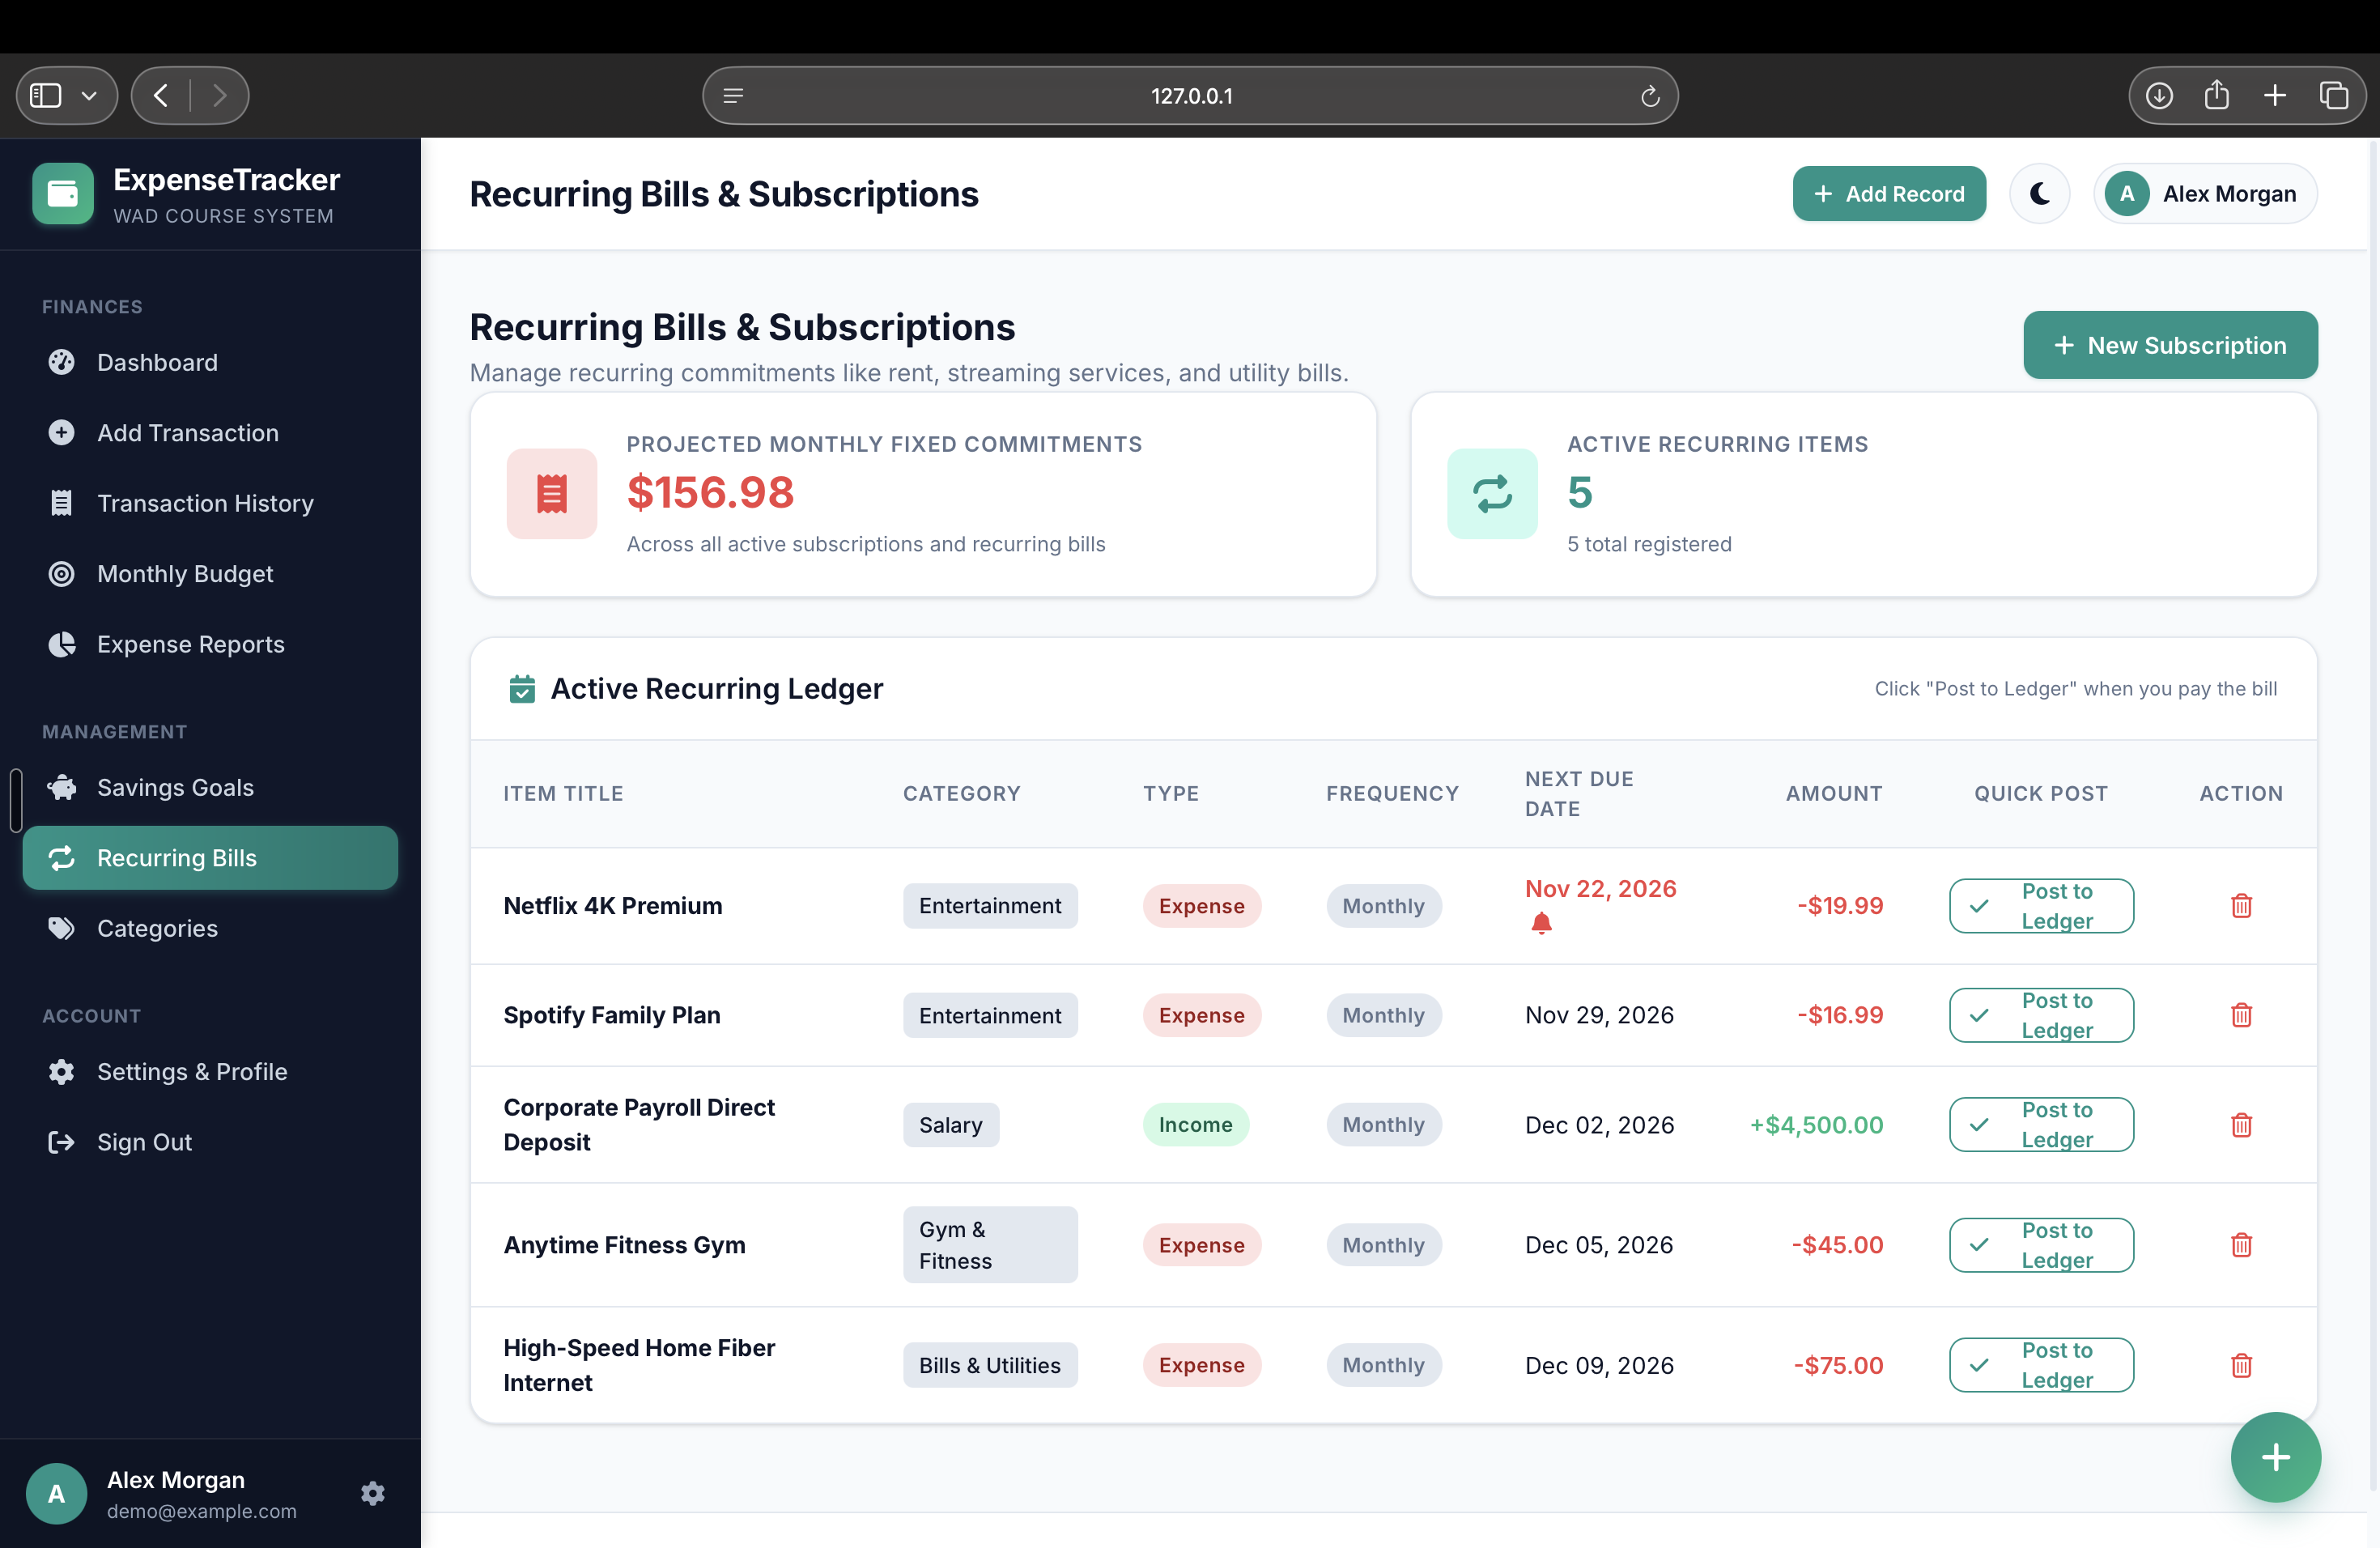 127.0.0.1
ExpenseTracker
WAD COURSE SYSTEM
FINANCES
Dashboard
Add Transaction
Transaction History
Monthly Budget
Expense Reports
MANAGEMENT
Savings Goals
Recurring Bills
Categories
ACCOUNT
Settings & Profile
Sign Out
A
Alex Morgan
demo@example.com
Recurring Bills & Subscriptions
Add Record
A Alex Morgan
Recurring Bills & Subscriptions
Manage recurring commitments like rent, streaming services, and utility bills.
New Subscription
PROJECTED MONTHLY FIXED COMMITMENTS
$156.98
Across all active subscriptions and recurring bills
ACTIVE RECURRING ITEMS
5
5 total registered
Active Recurring Ledger
Click "Post to Ledger" when you pay the bill
ITEM TITLE CATEGORY TYPE FREQUENCY NEXT DUE DATE AMOUNT QUICK POST ACTION
Netflix 4K Premium Entertainment Expense Monthly Nov 22, 2026 -$19.99 Post to Ledger
Spotify Family Plan Entertainment Expense Monthly Nov 29, 2026 -$16.99 Post to Ledger
Corporate Payroll Direct Deposit Salary Income Monthly Dec 02, 2026 +$4,500.00 Post to Ledger
Anytime Fitness Gym Gym & Fitness Expense Monthly Dec 05, 2026 -$45.00 Post to Ledger
High-Speed Home Fiber Internet Bills & Utilities Expense Monthly Dec 09, 2026 -$75.00 Post to Ledger